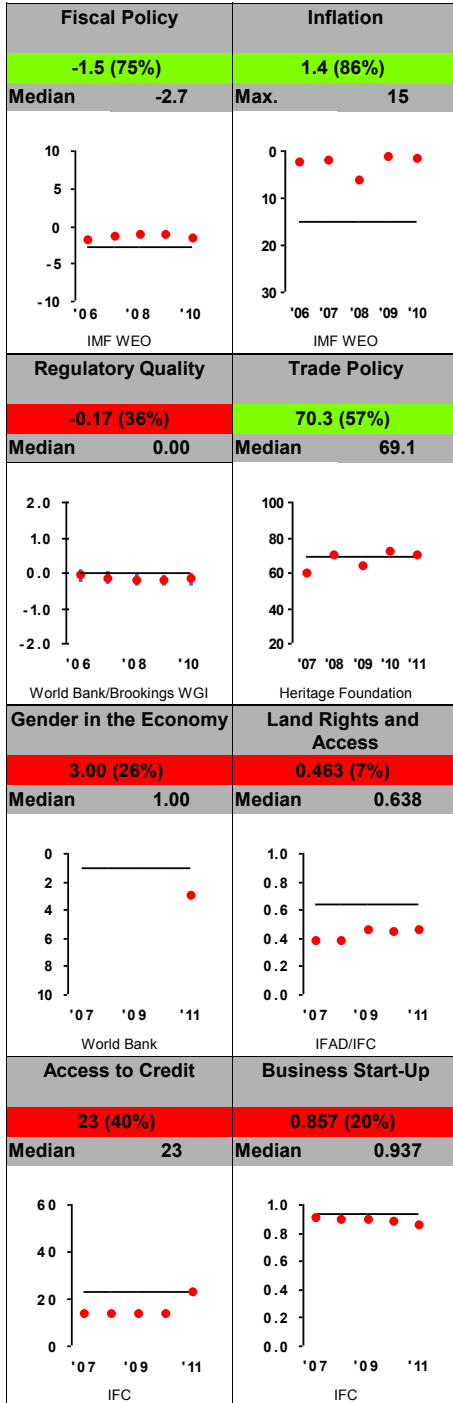 Fiscal Policy
-1.5 (75%)
Median -2.7
10
5
0
-5
-10
'06 '08 '10
IMF WEO
Inflation
1.4 (86%)
Max. 15
0
10
20
30
'06 '07 '08 '09 '10
IMF WEO
Regulatory Quality
-0.17 (36%)
Median 0.00
2.0
1.0
0.0
-1.0
-2.0
'06 '08 '10
World Bank/Brookings WGI
Trade Policy
70.3 (57%)
Median 69.1
100
80
60
40
20
'07 '08 '09 '10 '11
Heritage Foundation
Gender in the Economy
3.00 (26%)
Median 1.00
0
2
4
6
8
10
'07 '09 '11
World Bank
Land Rights and
Access
0.463 (7%)
Median 0.638
1.0
0.8
0.6
0.4
0.2
0.0
'07 '09 '11
IFAD/IFC
Access to Credit
23 (40%)
Median 23
60
40
20
0
'07 '09 '11
IFC
Business Start-Up
0.857 (20%)
Median 0.937
1.0
0.8
0.6
0.4
0.2
0.0
'07 '09 '11
IFC